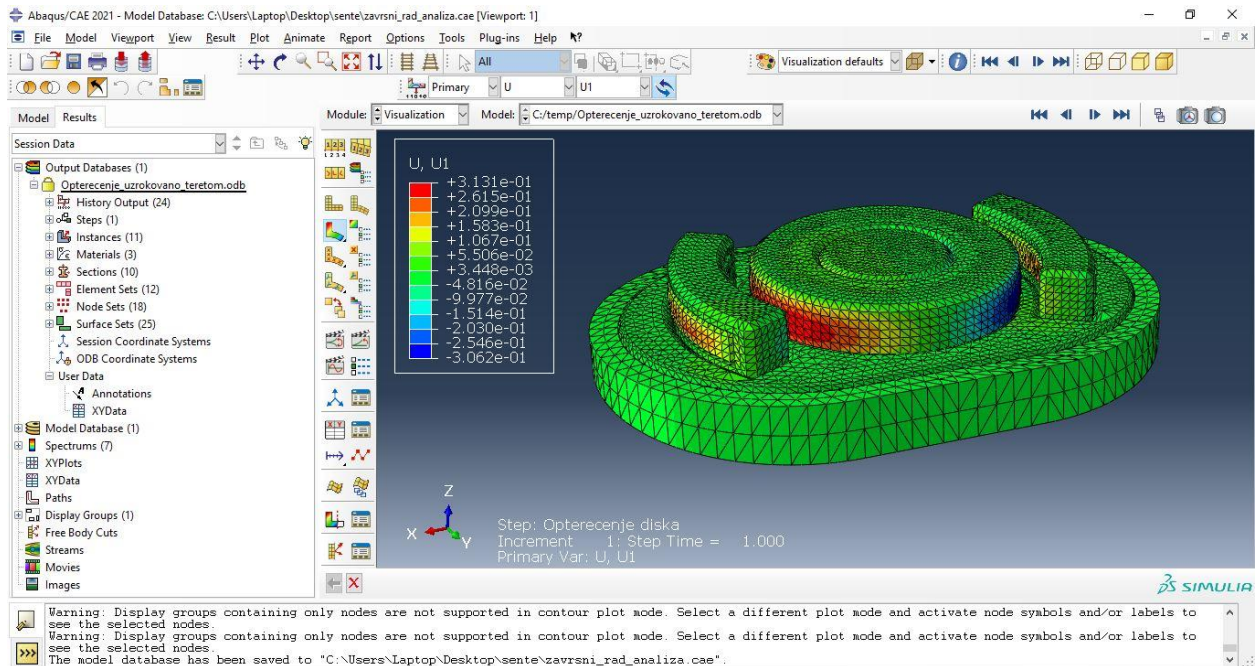 Abaqus/CAE 2021 - Model Database: C:\Users\Laptop\Desktop\sente\zavrsni_rad_analiza.cae [Viewport: 1]
File Model Viewport View Result Plot Animate Report Options Tools Plug-ins Help
All
Visualization defaults
Primary U U1
Model Results
Module: Visualization Model: C:/temp/Opterecenje_uzrokovano_teretom.odb
Session Data
Output Databases (1)
Opterecenje_uzrokovano_teretom.odb
History Output (24)
Steps (1)
Instances (11)
Materials (3)
Sections (10)
Element Sets (12)
Node Sets (18)
Surface Sets (25)
Session Coordinate Systems
ODB Coordinate Systems
User Data
Annotations
XYData
Model Database (1)
Spectrums (7)
XYPlots
XYData
Paths
Display Groups (1)
Free Body Cuts
Streams
Movies
Images
U, U1
+3.131e-01
+2.615e-01
+2.099e-01
+1.583e-01
+1.067e-01
+5.506e-02
+3.448e-03
-4.816e-02
-9.977e-02
-1.514e-01
-2.030e-01
-2.546e-01
-3.062e-01
Z
X
Y
Step: Opterecenje diska
Increment 1: Step Time = 1.000
Primary Var: U, U1
SIMULIA
Warning: Display groups containing only nodes are not supported in contour plot mode. Select a different plot mode and activate node symbols and/or labels to
see the selected nodes.
Warning: Display groups containing only nodes are not supported in contour plot mode. Select a different plot mode and activate node symbols and/or labels to
see the selected nodes.
The model database has been saved to "C:\Users\Laptop\Desktop\sente\zavrsni_rad_analiza.cae".